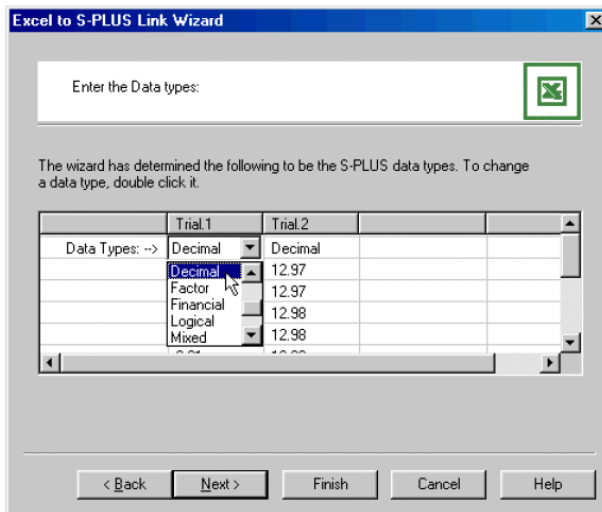 Excel to S-PLUS Link Wizard
Enter the Data types:
The wizard has determined the following to be the S-PLUS data types. To change
a data type, double click it.
Trial.1 Trial.2
Data Types: --> Decimal Decimal
Decimal 12.97
Factor 12.97
Financial
Logical 12.98
Mixed 12.98
< Back Next > Finish Cancel Help